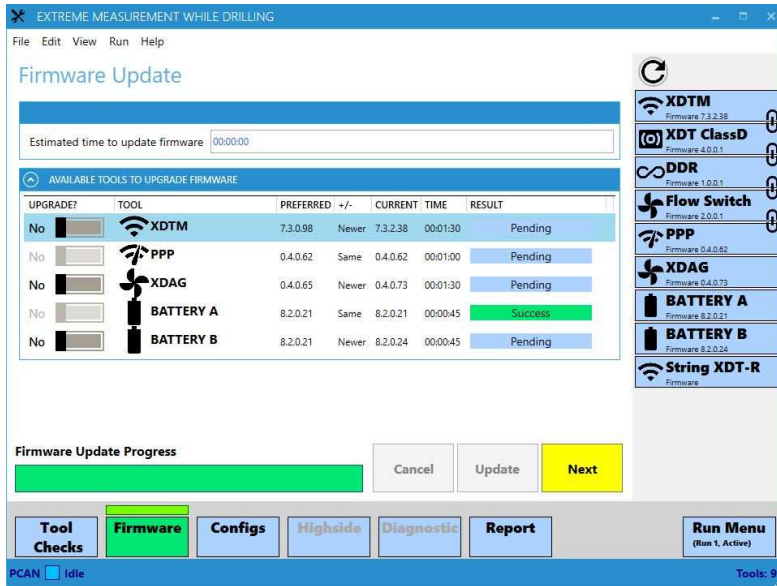 EXTREME MEASUREMENT WHILE DRILLING
File Edit View Run Help
Firmware Update
Estimated time to update firmware 00:00:00
AVAILABLE TOOLS TO UPGRADE FIRMWARE
UPGRADE? TOOL PREFERRED +/- CURRENT TIME RESULT
No XDTM 7.3.0.98 Newer 7.3.2.38 00:01:30 Pending
No PPP 0.4.0.62 Same 0.4.0.62 00:01:00 Pending
No XDAG 0.4.0.65 Newer 0.4.0.73 00:01:30 Pending
No BATTERY A 8.2.0.21 Same 8.2.0.21 00:00:45 Success
No BATTERY B 8.2.0.21 Newer 8.2.0.24 00:00:45 Pending
Firmware Update Progress
Cancel Update Next
XDTM
Firmware 7.3.2.38
XDT ClassD
Firmware 4.0.0.1
DDR
Firmware 1.0.0.1
Flow Switch
Firmware 2.0.0.1
PPP
Firmware 0.4.0.62
XDAG
Firmware 0.4.0.73
BATTERY A
Firmware 8.2.0.21
BATTERY B
Firmware 8.2.0.24
String XDT-R
Firmware
Tool Checks
Firmware
Configs
Highside
Diagnostic
Report
Run Menu
(Run 1, Active)
PCAN Idle
Tools: 9